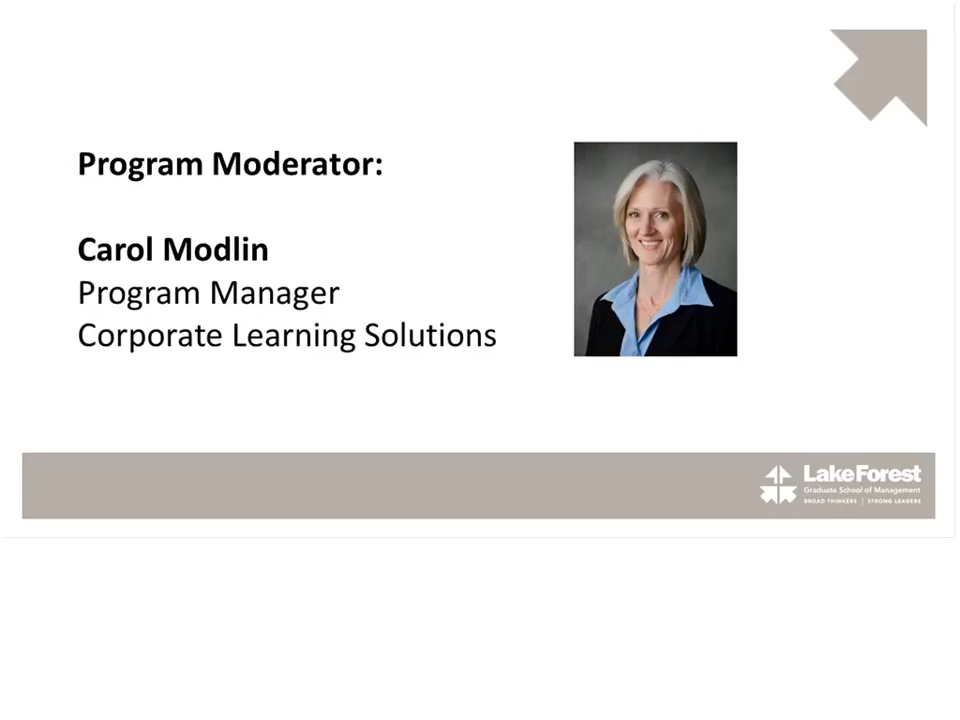 Program Moderator:
Carol Modlin
Program Manager
Corporate Learning Solutions
LakeForest
Graduate School of Management
BROAD THINKERS | STRONG LEADERS